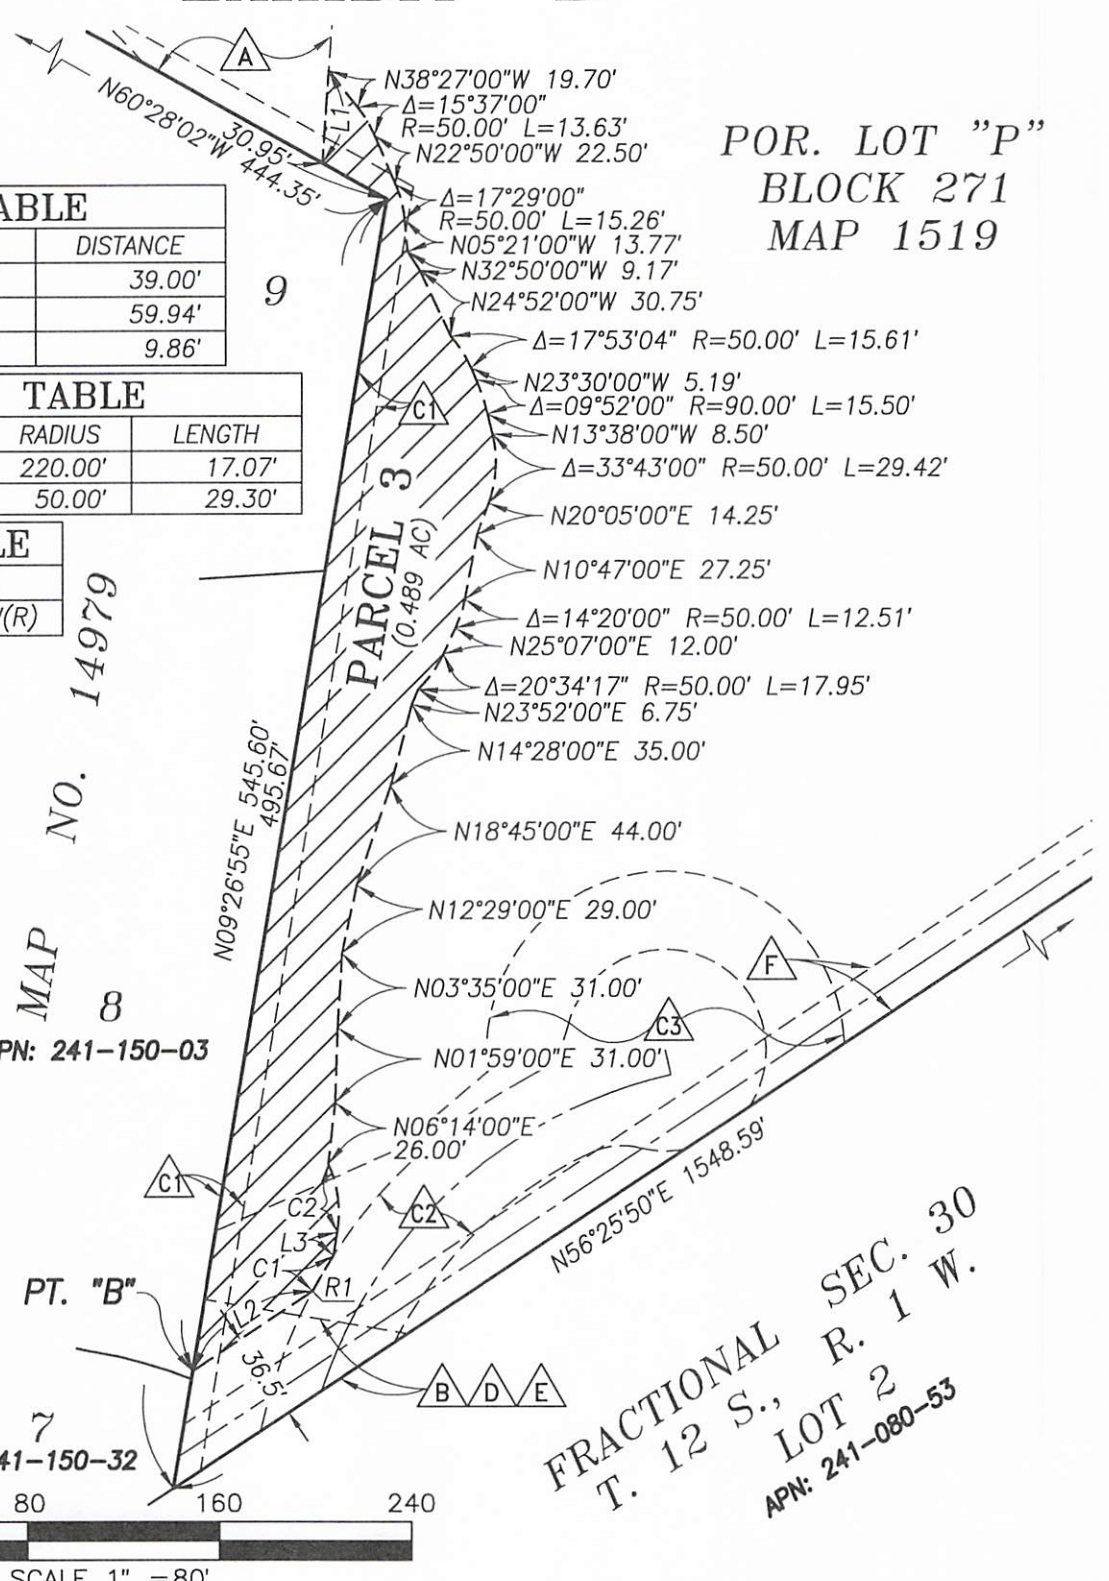 A
N60°28'02"W 444.35'
30.95'
L1
N38°27'00"W 19.70'
Δ=15°37'00"
R=50.00' L=13.63'
N22°50'00"W 22.50'
Δ=17°29'00"
R=50.00' L=15.26'
N05°21'00"W 13.77'
N32°50'00"W 9.17'
N24°52'00"W 30.75'
Δ=17°53'04" R=50.00' L=15.61'
N23°30'00"W 5.19'
Δ=09°52'00" R=90.00' L=15.50'
N13°38'00"W 8.50'
Δ=33°43'00" R=50.00' L=29.42'
N20°05'00"E 14.25'
N10°47'00"E 27.25'
Δ=14°20'00" R=50.00' L=12.51'
N25°07'00"E 12.00'
Δ=20°34'17" R=50.00' L=17.95'
N23°52'00"E 6.75'
N14°28'00"E 35.00'
N18°45'00"E 44.00'
N12°29'00"E 29.00'
N03°35'00"E 31.00'
N01°59'00"E 31.00'
N06°14'00"E
26.00'
POR. LOT "P"
BLOCK 271
MAP 1519
ABLE
DISTANCE
39.00'
59.94'
9.86'
9
TABLE
RADIUS LENGTH
220.00' 17.07'
50.00' 29.30'
LE
(R)
C1
PARCEL 3
(0.489 AC)
N09°26'55"E 545.60'
495.67'
MAP NO. 14979
8
PN: 241-150-03
F
C3
C1
C2
C2
L3
C1
R1
L2
PT. "B"
36.5'
N56°25'50"E 1548.59'
B D E
7
41-150-32
FRACTIONAL SEC. 30
T. 12 S., R. 1 W.
LOT 2
APN: 241-080-53
80 160 240
SCALE 1" =80'